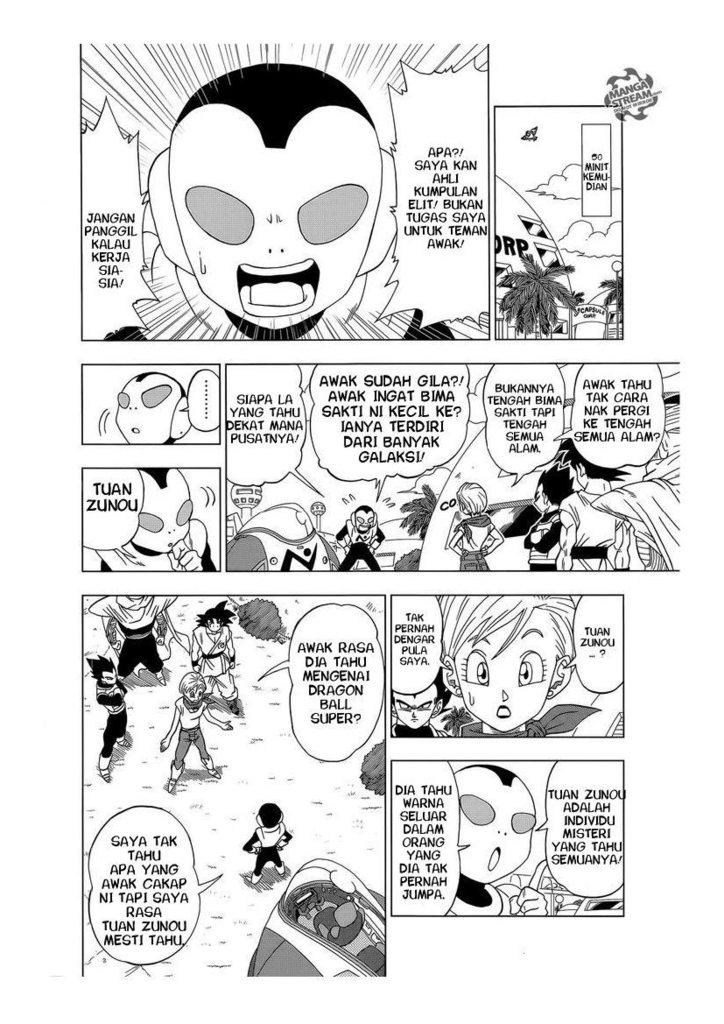 MANGA
STREAM
50
MINIT
KEMU-
DIAN
ORP
CAPSULE
CORP.
APA?!
SAYA KAN
AHLI
KUMPULAN
ELIT! BUKAN
TUGAS SAYA
UNTUK TEMAN
AWAK!
JANGAN
PANGGIL
KALAU
KERJA
SIA-
SIA!
AWAK TAHU
TAK CARA
NAK PERGI
KE TENGAH
SEMUA ALAM?
BUKANNYA
TENGAH BIMA
SAKTI TAPI
TENGAH
SEMUA
ALAM.
CO
AWAK SUDAH GILA?!
AWAK INGAT BIMA
SAKTI NI KECIL KE?
IANYA TERDIRI
DARI BANYAK
GALAKSI!
SIAPA LA
YANG TAHU
DEKAT MANA
PUSATNYA!
......
TUAN
ZUNOU
TUAN
ZUNOU
... ?
TAK
PERNAH
DENGAR
PULA
SAYA.
TUAN ZUNOU
ADALAH
INDIVIDU
MISTERI
YANG TAHU
SEMUANYA!
DIA TAHU
WARNA
SELUAR
DALAM
ORANG
YANG
DIA TAK
PERNAH
JUMPA.
AWAK RASA
DIA TAHU
MENGENAI
DRAGON
BALL
SUPER?
SAYA TAK
TAHU
APA YANG
AWAK CAKAP
NI TAPI SAYA
RASA
TUAN ZUNOU
MESTI TAHU.